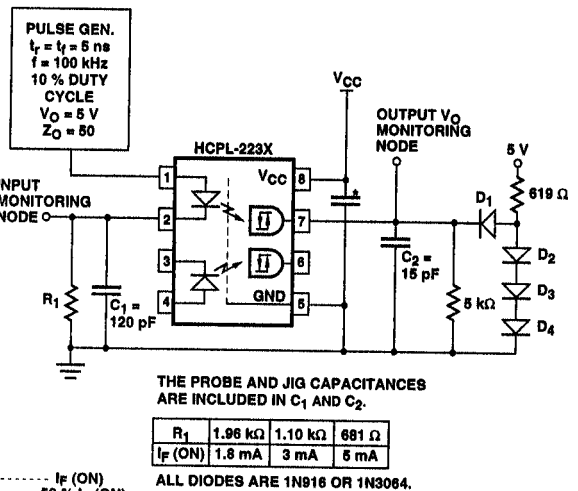 PULSE GEN.
tr = tf = 5 ns
f = 100 kHz
10 % DUTY
CYCLE
VO = 5 V
ZO = 50
VCC
OUTPUT VO
MONITORING
NODE
5 V
619 Ω
HCPL-223X
1
VCC
8
*
D1
INPUT
MONITORING
NODE
2
7
D2
3
6
C2 =
15 pF
D3
R1
C1 =
120 pF
4
GND
5
5 kΩ
D4
THE PROBE AND JIG CAPACITANCES
ARE INCLUDED IN C1 AND C2.
R1 1.96 kΩ 1.10 kΩ 681 Ω
IF (ON) 1.8 mA 3 mA 5 mA
ALL DIODES ARE 1N916 OR 1N3064.
IF (ON)
50 % IF (ON)